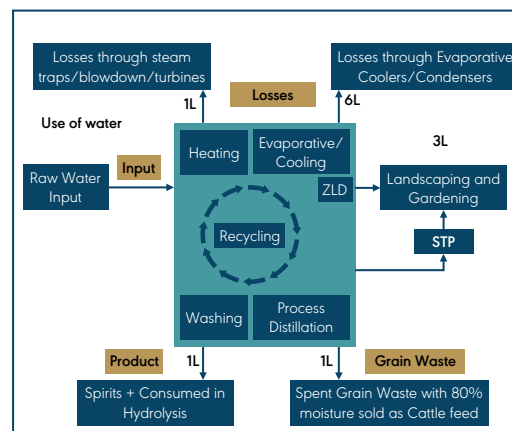 Losses through steam
traps/blowdown/turbines
Losses through Evaporative
Coolers/Condensers
1L
Losses
6L
Use of water
3L
Heating
Evaporative/
Cooling
Input
Raw Water
Input
ZLD
Landscaping and
Gardening
Recycling
STP
Washing
Process
Distillation
Product
1L
1L
Grain Waste
Spirits + Consumed in
Hydrolysis
Spent Grain Waste with 80%
moisture sold as Cattle feed